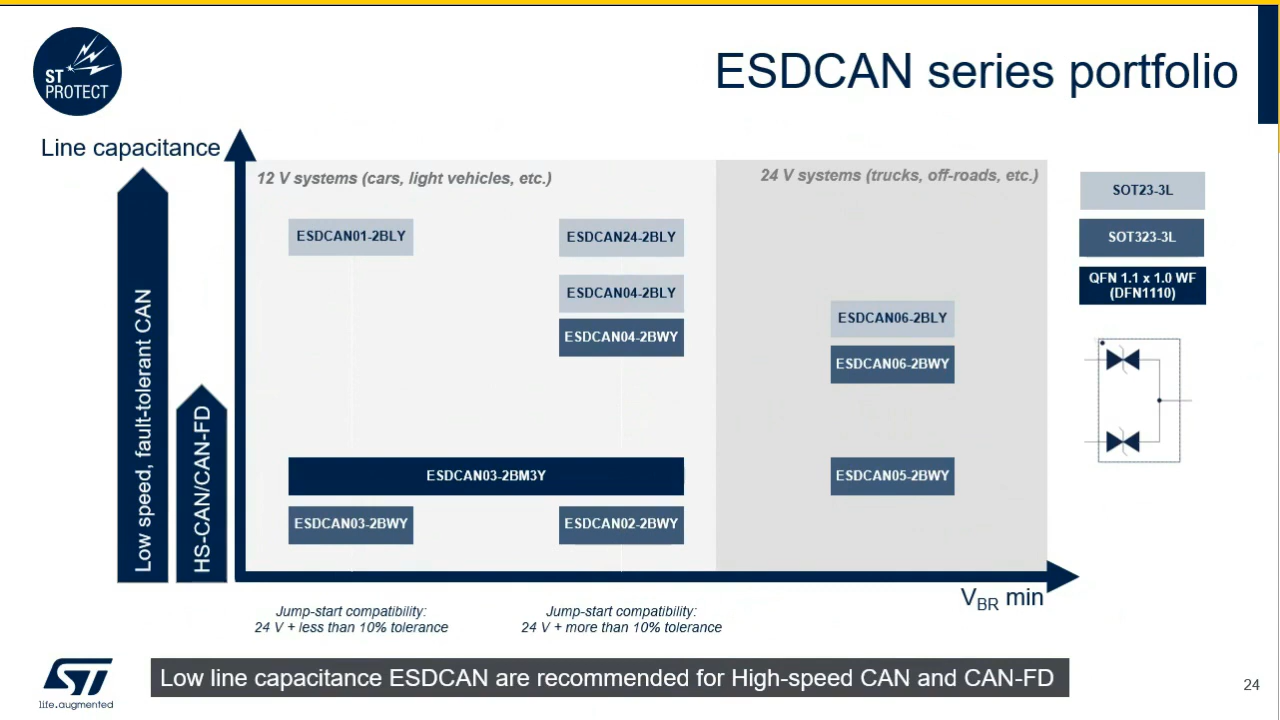 ST
PROTECT
ESDCAN series portfolio
Line capacitance
12 V systems (cars, light vehicles, etc.)
24 V systems (trucks, off-roads, etc.)
ESDCAN01-2BLY
ESDCAN24-2BLY
ESDCAN04-2BLY
ESDCAN04-2BWY
ESDCAN06-2BLY
ESDCAN06-2BWY
ESDCAN03-2BM3Y
ESDCAN05-2BWY
ESDCAN03-2BWY
ESDCAN02-2BWY
SOT23-3L
SOT323-3L
QFN 1.1 x 1.0 WF
(DFN1110)
Low speed, fault-tolerant CAN
HS-CAN/CAN-FD
VBR min
Jump-start compatibility:
24 V + less than 10% tolerance
Jump-start compatibility:
24 V + more than 10% tolerance
Low line capacitance ESDCAN are recommended for High-speed CAN and CAN-FD
ST
life.augmented
24